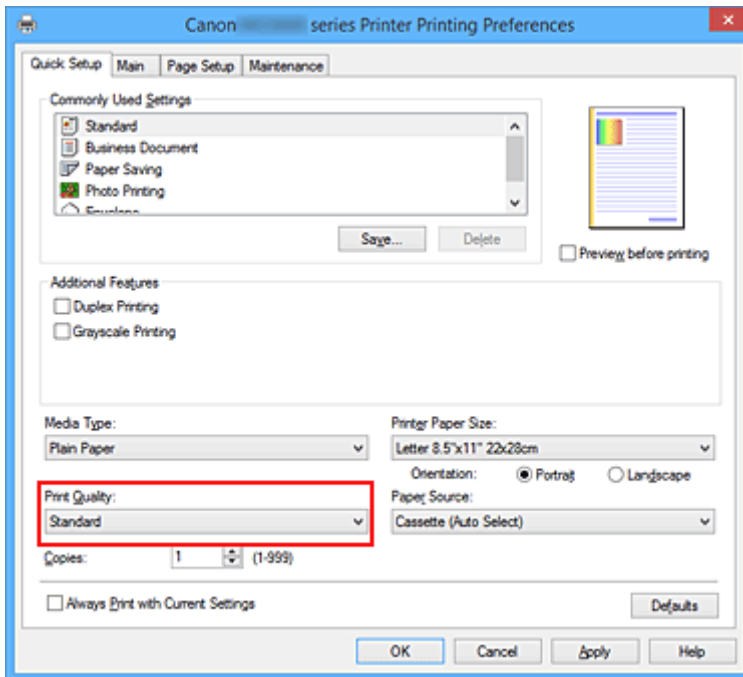 Canon series Printer Printing Preferences
Quick Setup Main Page Setup Maintenance
Commonly Used Settings
Standard
Business Document
Paper Saving
Photo Printing
Envelope
Save... Delete
Preview before printing
Additional Features
Duplex Printing
Grayscale Printing
Media Type:
Plain Paper
Printer Paper Size:
Letter 8.5"x11" 22x28cm
Orientation: Portrait Landscape
Print Quality:
Standard
Paper Source:
Cassette (Auto Select)
Copies: 1 (1-999)
Always Print with Current Settings
Defaults
OK Cancel Apply Help